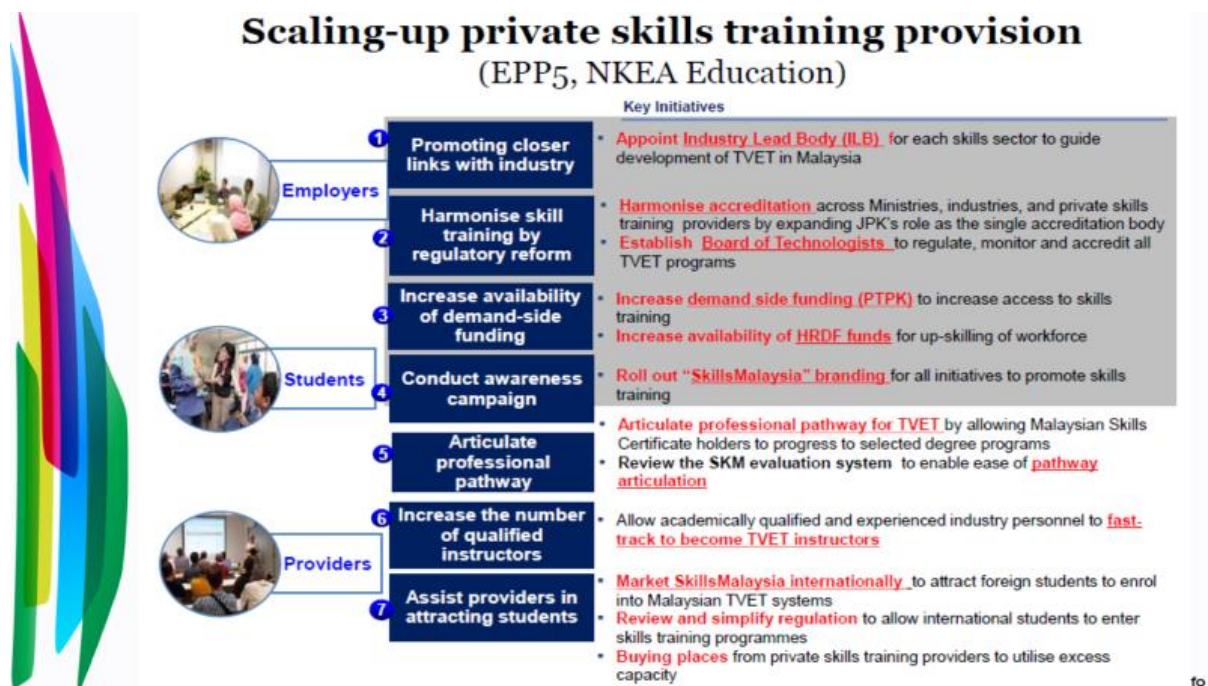 Scaling-up private skills training provision
(EPP5, NKEA Education)
Key Initiatives
Employers
1
Promoting closer
links with industry
• Appoint Industry Lead Body (ILB) for each skills sector to guide
development of TVET in Malaysia
2
Harmonise skill
training by
regulatory reform
• Harmonise accreditation across Ministries, industries, and private skills
training providers by expanding JPK's role as the single accreditation body
• Establish Board of Technologists to regulate, monitor and accredit all
TVET programs
Students
3
Increase availability
of demand-side
funding
• Increase demand side funding (PTPK) to increase access to skills
training
• Increase availability of HRDF funds for up-skilling of workforce
4
Conduct awareness
campaign
• Roll out “SkillsMalaysia” branding for all initiatives to promote skills
training
5
Articulate
professional
pathway
• Articulate professional pathway for TVET by allowing Malaysian Skills
Certificate holders to progress to selected degree programs
• Review the SKM evaluation system to enable ease of pathway
articulation
Providers
6
Increase the number
of qualified
instructors
• Allow academically qualified and experienced industry personnel to fast-
track to become TVET instructors
7
Assist providers in
attracting students
• Market SkillsMalaysia internationally to attract foreign students to enrol
into Malaysian TVET systems
• Review and simplify regulation to allow international students to enter
skills training programmes
• Buying places from private skills training providers to utilise excess
capacity
fo